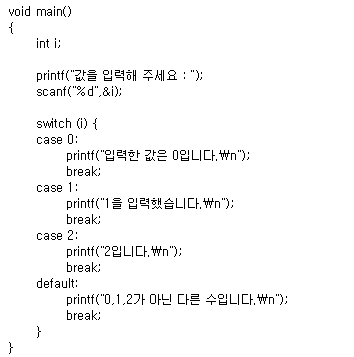 void main()
{
int i;
printf("값을 입력해 주세요 : ");
scanf("%d",&i);
switch (i) {
case 0:
printf("입력한 값은 0입니다.₩n");
break;
case 1:
printf("1을 입력했습니다.₩n");
break;
case 2:
printf("2입니다.₩n");
break;
default:
printf("0,1,2가 아닌 다른 수입니다.₩n");
break;
}
}